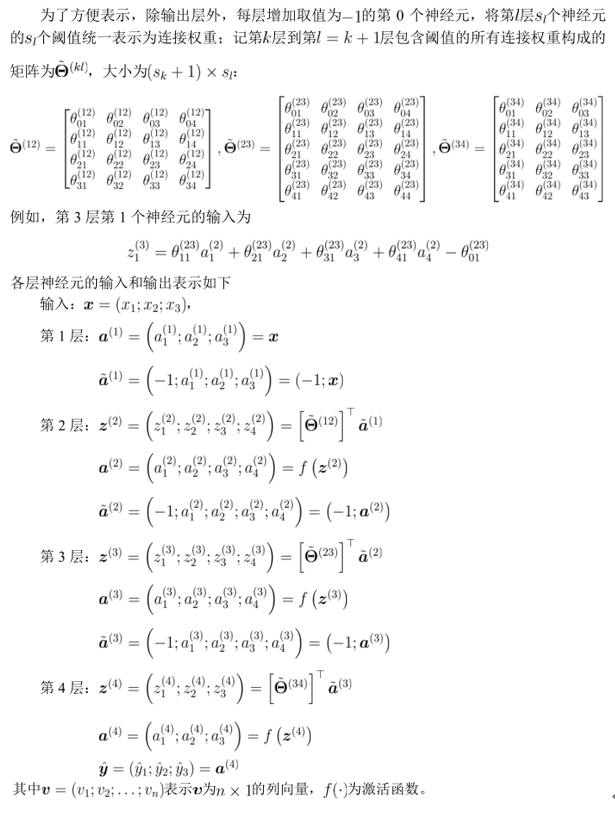 为了方便表示，除输出层外，每层增加取值为−1的第 0 个神经元，将第$l$层$s_l$个神经元
的$s_l$个阈值统一表示为连接权重；记第$k$层到第$l = k + 1$层包含阈值的所有连接权重构成的
矩阵为$\tilde{\boldsymbol{\Theta}}^{(kl)}$，大小为$(s_k + 1) \times s_l$:
$\tilde{\boldsymbol{\Theta}}^{(12)} = \begin{bmatrix} \theta_{01}^{(12)} & \theta_{02}^{(12)} & \theta_{03}^{(12)} & \theta_{04}^{(12)} \\ \theta_{11}^{(12)} & \theta_{12}^{(12)} & \theta_{13}^{(12)} & \theta_{14}^{(12)} \\ \theta_{21}^{(12)} & \theta_{22}^{(12)} & \theta_{23}^{(12)} & \theta_{24}^{(12)} \\ \theta_{31}^{(12)} & \theta_{32}^{(12)} & \theta_{33}^{(12)} & \theta_{34}^{(12)} \end{bmatrix}, \tilde{\boldsymbol{\Theta}}^{(23)} = \begin{bmatrix} \theta_{01}^{(23)} & \theta_{02}^{(23)} & \theta_{03}^{(23)} & \theta_{04}^{(23)} \\ \theta_{11}^{(23)} & \theta_{12}^{(23)} & \theta_{13}^{(23)} & \theta_{14}^{(23)} \\ \theta_{21}^{(23)} & \theta_{22}^{(23)} & \theta_{23}^{(23)} & \theta_{24}^{(23)} \\ \theta_{31}^{(23)} & \theta_{32}^{(23)} & \theta_{33}^{(23)} & \theta_{34}^{(23)} \\ \theta_{41}^{(23)} & \theta_{42}^{(23)} & \theta_{43}^{(23)} & \theta_{44}^{(23)} \end{bmatrix}, \tilde{\boldsymbol{\Theta}}^{(34)} = \begin{bmatrix} \theta_{01}^{(34)} & \theta_{02}^{(34)} & \theta_{03}^{(34)} \\ \theta_{11}^{(34)} & \theta_{12}^{(34)} & \theta_{13}^{(34)} \\ \theta_{21}^{(34)} & \theta_{22}^{(34)} & \theta_{23}^{(34)} \\ \theta_{31}^{(34)} & \theta_{32}^{(34)} & \theta_{33}^{(34)} \\ \theta_{41}^{(34)} & \theta_{42}^{(34)} & \theta_{43}^{(34)} \end{bmatrix}$
例如，第 3 层第 1 个神经元的输入为
$z_1^{(3)} = \theta_{11}^{(23)} a_1^{(2)} + \theta_{21}^{(23)} a_2^{(2)} + \theta_{31}^{(23)} a_3^{(2)} + \theta_{41}^{(23)} a_4^{(2)} - \theta_{01}^{(23)}$
各层神经元的输入和输出表示如下
输入：$\boldsymbol{x} = (x_1; x_2; x_3)$，
第 1 层：$\boldsymbol{a}^{(1)} = \left(a_1^{(1)}; a_2^{(1)}; a_3^{(1)}\right) = \boldsymbol{x}$
$\tilde{\boldsymbol{a}}^{(1)} = \left(-1; a_1^{(1)}; a_2^{(1)}; a_3^{(1)}\right) = (-1; \boldsymbol{x})$
第 2 层：$\boldsymbol{z}^{(2)} = \left(z_1^{(2)}; z_2^{(2)}; z_3^{(2)}; z_4^{(2)}\right) = \left[\tilde{\boldsymbol{\Theta}}^{(12)}\right]^\top \tilde{\boldsymbol{a}}^{(1)}$
$\boldsymbol{a}^{(2)} = \left(a_1^{(2)}; a_2^{(2)}; a_3^{(2)}; a_4^{(2)}\right) = f\left(\boldsymbol{z}^{(2)}\right)$
$\tilde{\boldsymbol{a}}^{(2)} = \left(-1; a_1^{(2)}; a_2^{(2)}; a_3^{(2)}; a_4^{(2)}\right) = \left(-1; \boldsymbol{a}^{(2)}\right)$
第 3 层：$\boldsymbol{z}^{(3)} = \left(z_1^{(3)}; z_2^{(3)}; z_3^{(3)}; z_4^{(3)}\right) = \left[\tilde{\boldsymbol{\Theta}}^{(23)}\right]^\top \tilde{\boldsymbol{a}}^{(2)}$
$\boldsymbol{a}^{(3)} = \left(a_1^{(3)}; a_2^{(3)}; a_3^{(3)}; a_4^{(3)}\right) = f\left(\boldsymbol{z}^{(3)}\right)$
$\tilde{\boldsymbol{a}}^{(3)} = \left(-1; a_1^{(3)}; a_2^{(3)}; a_3^{(3)}; a_4^{(3)}\right) = \left(-1; \boldsymbol{a}^{(3)}\right)$
第 4 层：$\boldsymbol{z}^{(4)} = \left(z_1^{(4)}; z_2^{(4)}; z_3^{(4)}\right) = \left[\tilde{\boldsymbol{\Theta}}^{(34)}\right]^\top \tilde{\boldsymbol{a}}^{(3)}$
$\boldsymbol{a}^{(4)} = \left(a_1^{(4)}; a_2^{(4)}; a_3^{(4)}\right) = f\left(\boldsymbol{z}^{(4)}\right)$
$\hat{\boldsymbol{y}} = (\hat{y}_1; \hat{y}_2; \hat{y}_3) = \boldsymbol{a}^{(4)}$
其中$\boldsymbol{v} = (v_1; v_2; \ldots; v_n)$表示$\boldsymbol{v}$为$n \times 1$的列向量，$f(\cdot)$为激活函数。